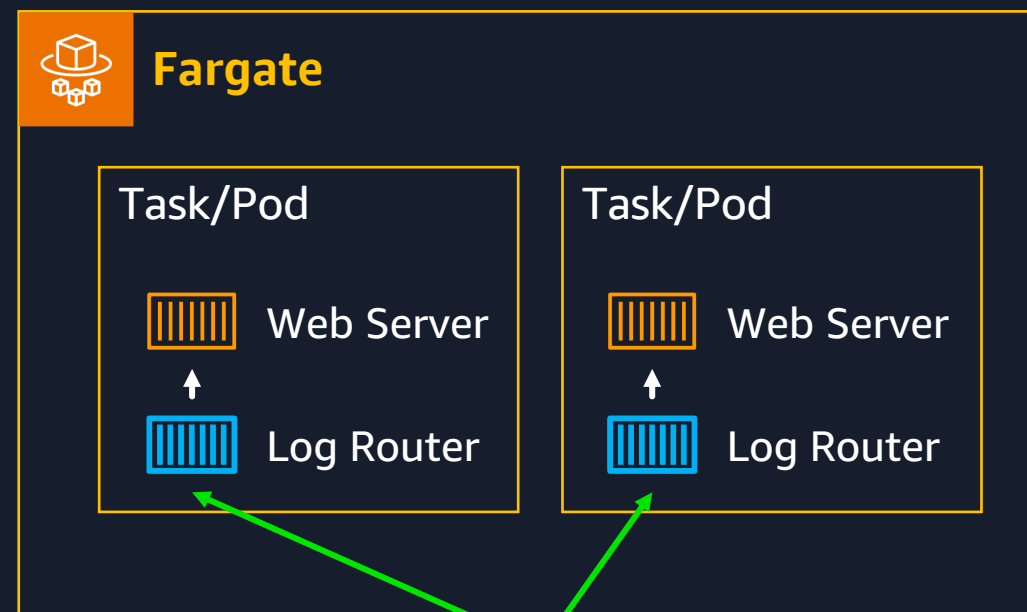 Fargate
Task/Pod
Web Server
Log Router
Task/Pod
Web Server
Log Router